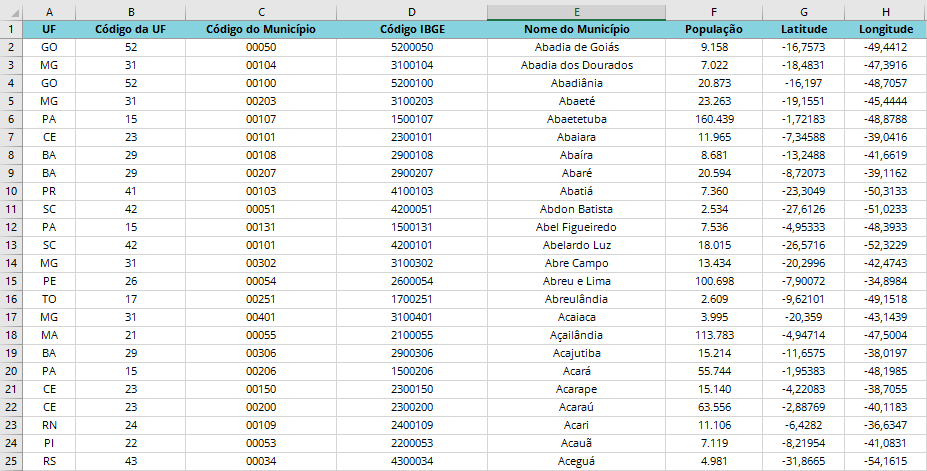 A B C D E F G H
1 UF Código da UF Código do Município Código IBGE Nome do Município População Latitude Longitude
2 GO 52 00050 5200050 Abadia de Goiás 9.158 -16,7573 -49,4412
3 MG 31 00104 3100104 Abadia dos Dourados 7.022 -18,4831 -47,3916
4 GO 52 00100 5200100 Abadiânia 20.873 -16,197 -48,7057
5 MG 31 00203 3100203 Abaeté 23.263 -19,1551 -45,4444
6 PA 15 00107 1500107 Abaetetuba 160.439 -1,72183 -48,8788
7 CE 23 00101 2300101 Abaiara 11.965 -7,34588 -39,0416
8 BA 29 00108 2900108 Abaíra 8.681 -13,2488 -41,6619
9 BA 29 00207 2900207 Abaré 20.594 -8,72073 -39,1162
10 PR 41 00103 4100103 Abatiá 7.360 -23,3049 -50,3133
11 SC 42 00051 4200051 Abdon Batista 2.534 -27,6126 -51,0233
12 PA 15 00131 1500131 Abel Figueiredo 7.536 -4,95333 -48,3933
13 SC 42 00101 4200101 Abelardo Luz 18.015 -26,5716 -52,3229
14 MG 31 00302 3100302 Abre Campo 13.434 -20,2996 -42,4743
15 PE 26 00054 2600054 Abreu e Lima 100.698 -7,90072 -34,8984
16 TO 17 00251 1700251 Abreulândia 2.609 -9,62101 -49,1518
17 MG 31 00401 3100401 Acaiaca 3.995 -20,359 -43,1439
18 MA 21 00055 2100055 Açailândia 113.783 -4,94714 -47,5004
19 BA 29 00306 2900306 Acajutiba 15.214 -11,6575 -38,0197
20 PA 15 00206 1500206 Acará 55.744 -1,95383 -48,1985
21 CE 23 00150 2300150 Acarape 15.140 -4,22083 -38,7055
22 CE 23 00200 2300200 Acaraú 63.556 -2,88769 -40,1183
23 RN 24 00109 2400109 Acari 11.106 -6,4282 -36,6347
24 PI 22 00053 2200053 Acauã 7.119 -8,21954 -41,0831
25 RS 43 00034 4300034 Aceguá 4.981 -31,8665 -54,1615